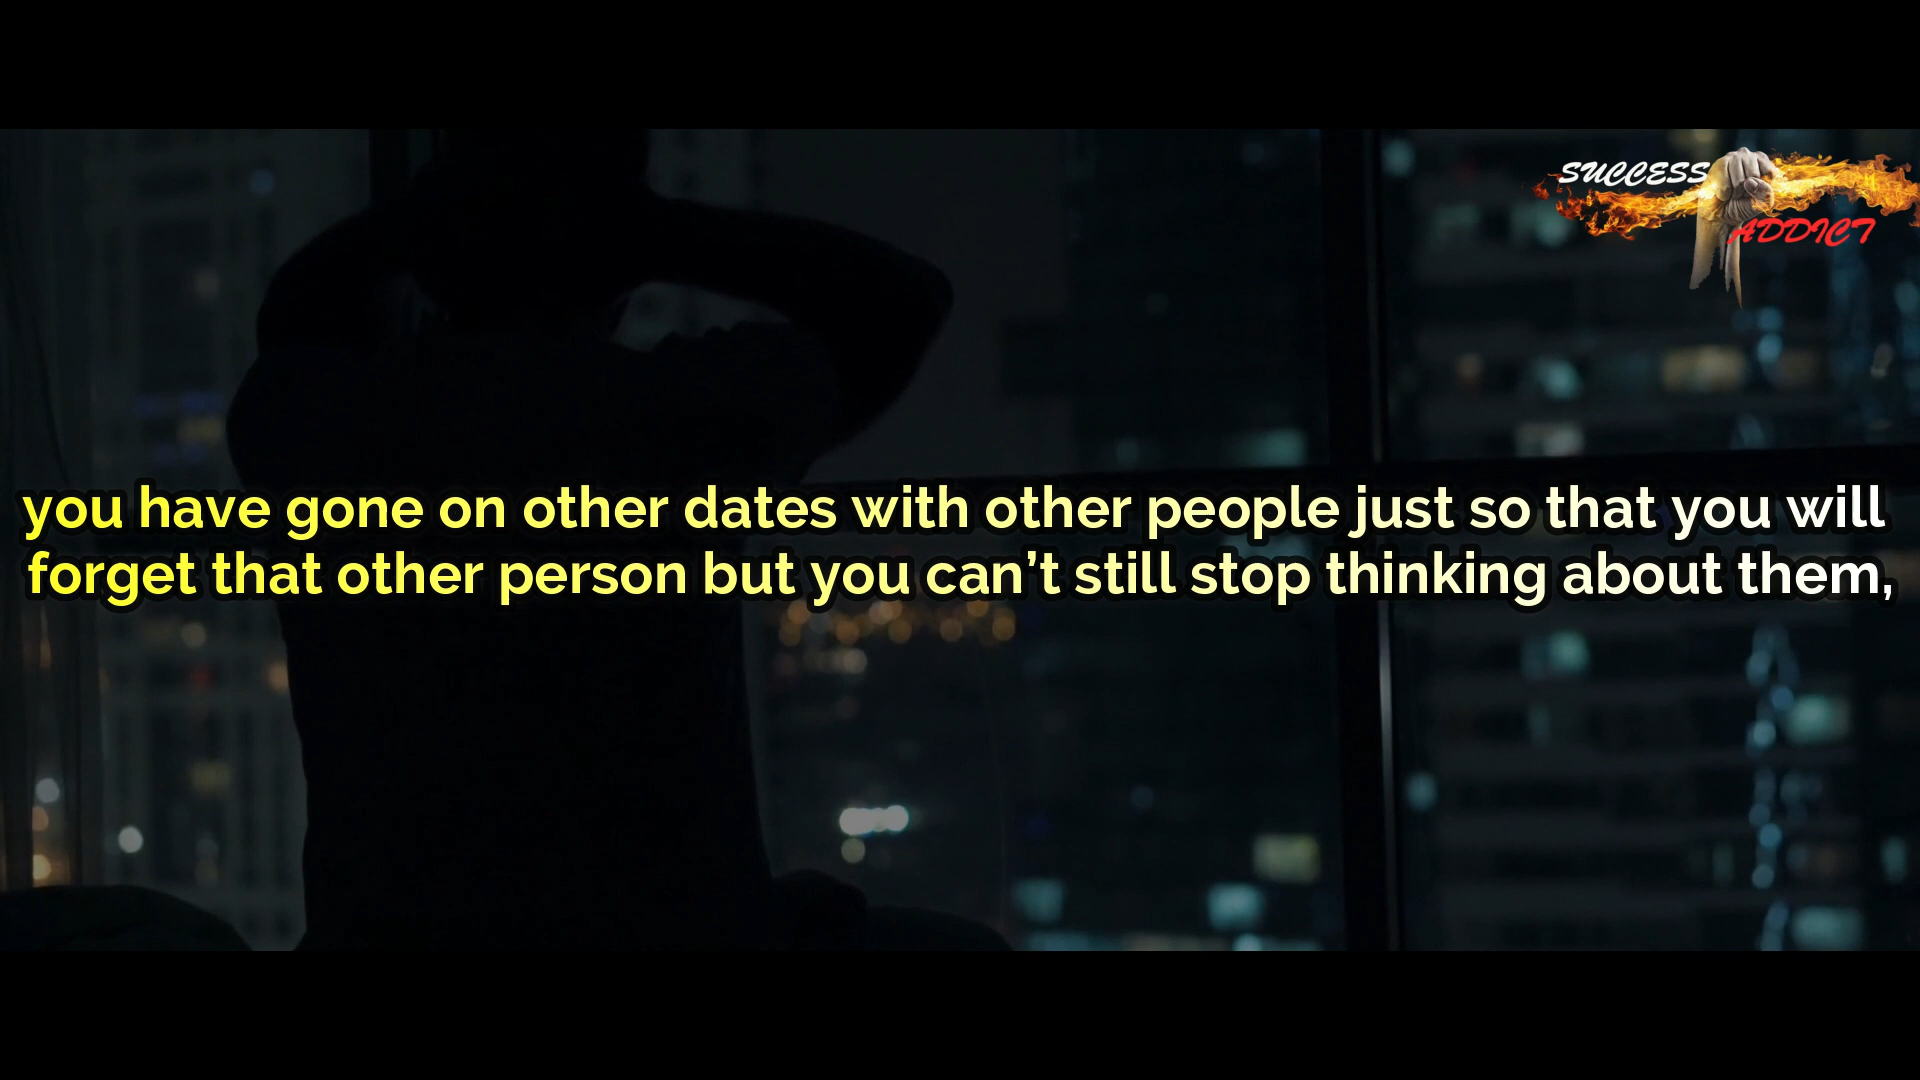 SUCCESS
ADDICT
you have gone on other dates with other people just so that you will
forget that other person but you can’t still stop thinking about them,